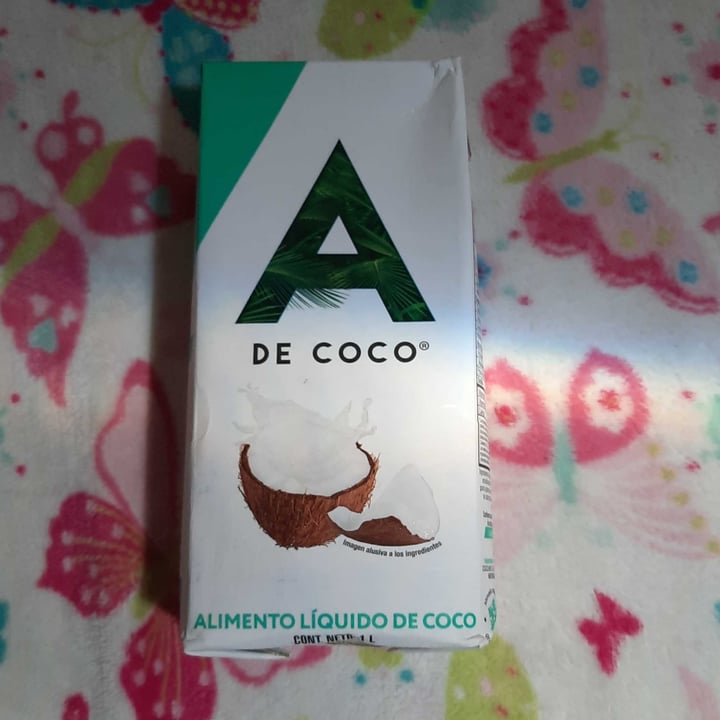 A
DE COCO®
Imagen alusiva a los ingredientes
ALIMENTO LÍQUIDO DE COCO
CONT. NETO 1 L